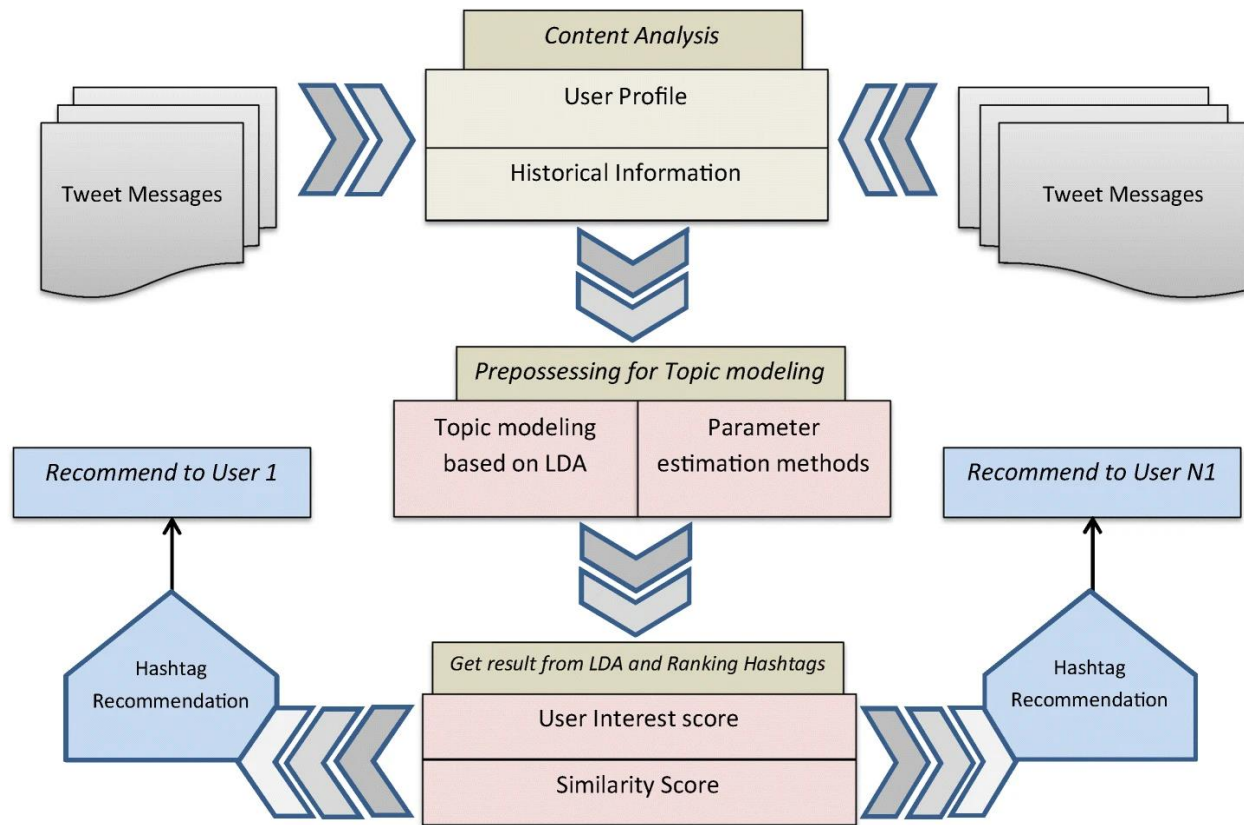 Content Analysis
User Profile
Historical Information
Tweet Messages
Tweet Messages
Prepossessing for Topic modeling
Topic modeling
based on LDA
Parameter
estimation methods
Recommend to User 1
Recommend to User N1
Hashtag
Recommendation
Get result from LDA and Ranking Hashtags
User Interest score
Similarity Score
Hashtag
Recommendation